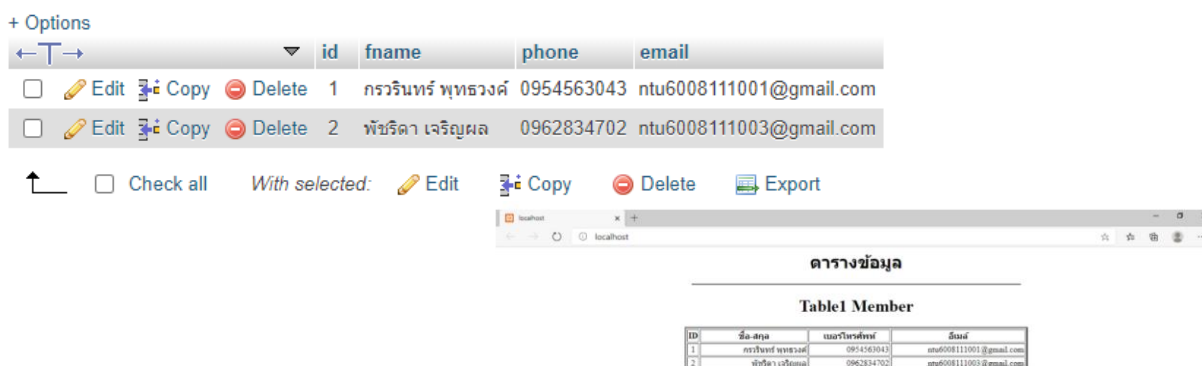 + Options
id fname phone email
Edit Copy Delete 1 กรวรินทร์ พุทธวงศ์ 0954563043 ntu6008111001@gmail.com
Edit Copy Delete 2 พัชริดา เจริญผล 0962834702 ntu6008111003@gmail.com
Check all With selected: Edit Copy Delete Export
localhost
localhost
ตารางข้อมูล
Table1 Member
ID ชื่อ-สกุล เบอร์โทรศัพท์ อีเมล์
1 กรวรินทร์ พุทธวงศ์ 0954563043 ntu6008111001@gmail.com
2 พัชริดา เจริญผล 0962834702 ntu6008111003@gmail.com